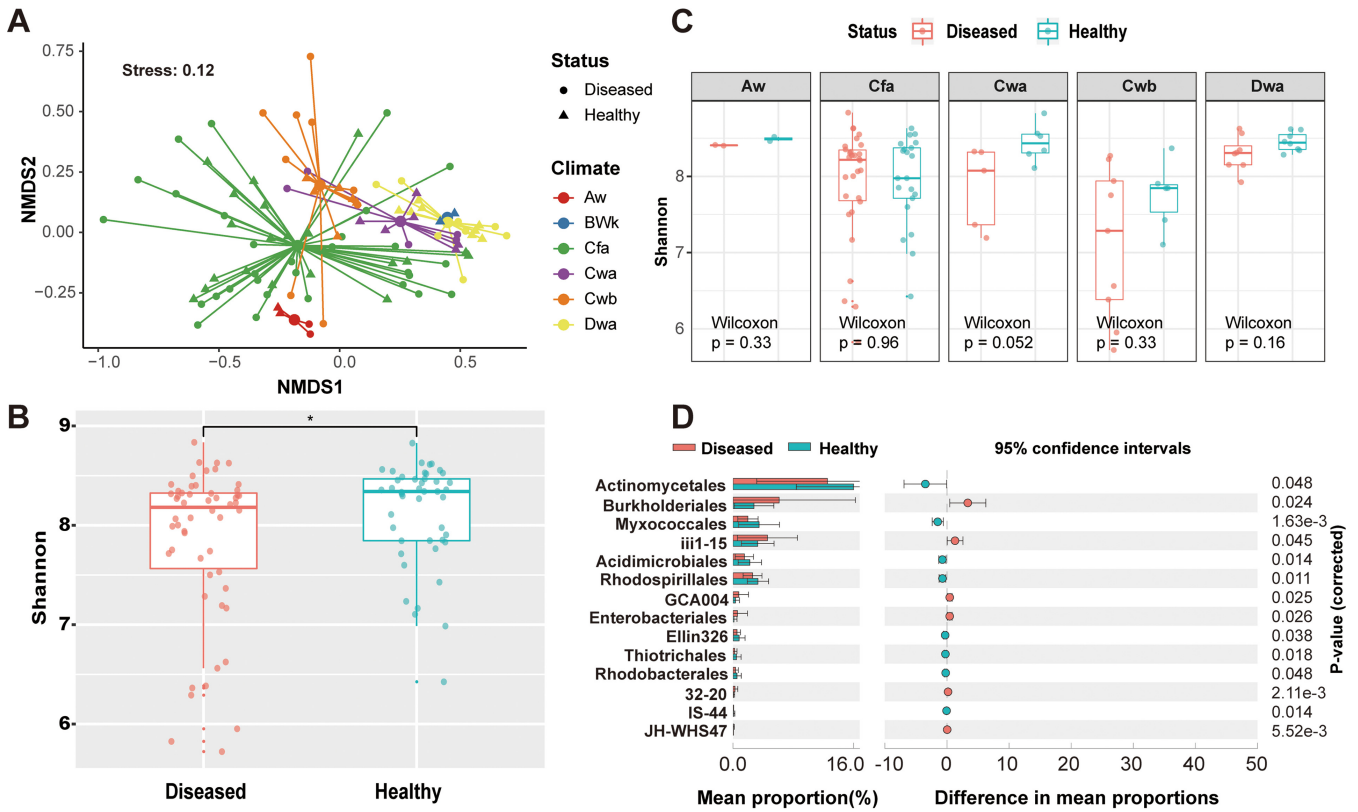 A
Stress: 0.12
NMDS2
0.75
0.50
0.25
0.00
−0.25
−1.0
−0.5
0.0
0.5
NMDS1
Status
Diseased
Healthy
Climate
Aw
BWk
Cfa
Cwa
Cwb
Dwa
B
Shannon
9
8
7
6
*
Diseased
Healthy
C
Status Diseased Healthy
Aw Cfa Cwa Cwb Dwa
Shannon
8
7
6
Wilcoxon
p = 0.33
Wilcoxon
p = 0.96
Wilcoxon
p = 0.052
Wilcoxon
p = 0.33
Wilcoxon
p = 0.16
D
Diseased Healthy
95% confidence intervals
Actinomycetales 0.048
Burkholderiales 0.024
Myxococcales 1.63e-3
iii1-15 0.045
Acidimicrobiales 0.014
Rhodospirillales 0.011
GCA004 0.025
Enterobacteriales 0.026
Ellin326 0.038
Thiotrichales 0.018
Rhodobacterales 0.048
32-20 2.11e-3
IS-44 0.014
JH-WHS47 5.52e-3
P-value (corrected)
0.0 16.0 -10 0 10 20 30 40 50
Mean proportion(%) Difference in mean proportions